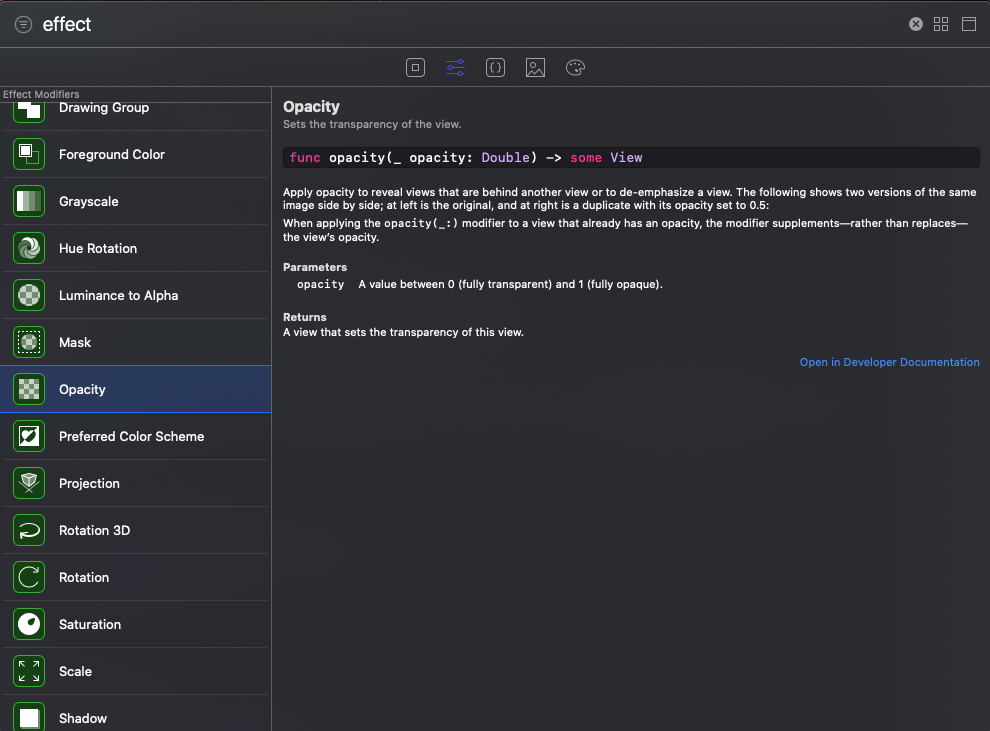 effect
Effect Modifiers
Drawing Group
Foreground Color
Grayscale
Hue Rotation
Luminance to Alpha
Mask
Opacity
Preferred Color Scheme
Projection
Rotation 3D
Rotation
Saturation
Scale
Shadow
Opacity
Sets the transparency of the view.
func opacity(_ opacity: Double) -> some View
Apply opacity to reveal views that are behind another view or to de-emphasize a view. The following shows two versions of the same
image side by side; at left is the original, and at right is a duplicate with its opacity set to 0.5:
When applying the opacity(_:) modifier to a view that already has an opacity, the modifier supplements—rather than replaces—
the view's opacity.
Parameters
opacity A value between 0 (fully transparent) and 1 (fully opaque).
Returns
A view that sets the transparency of this view.
Open in Developer Documentation